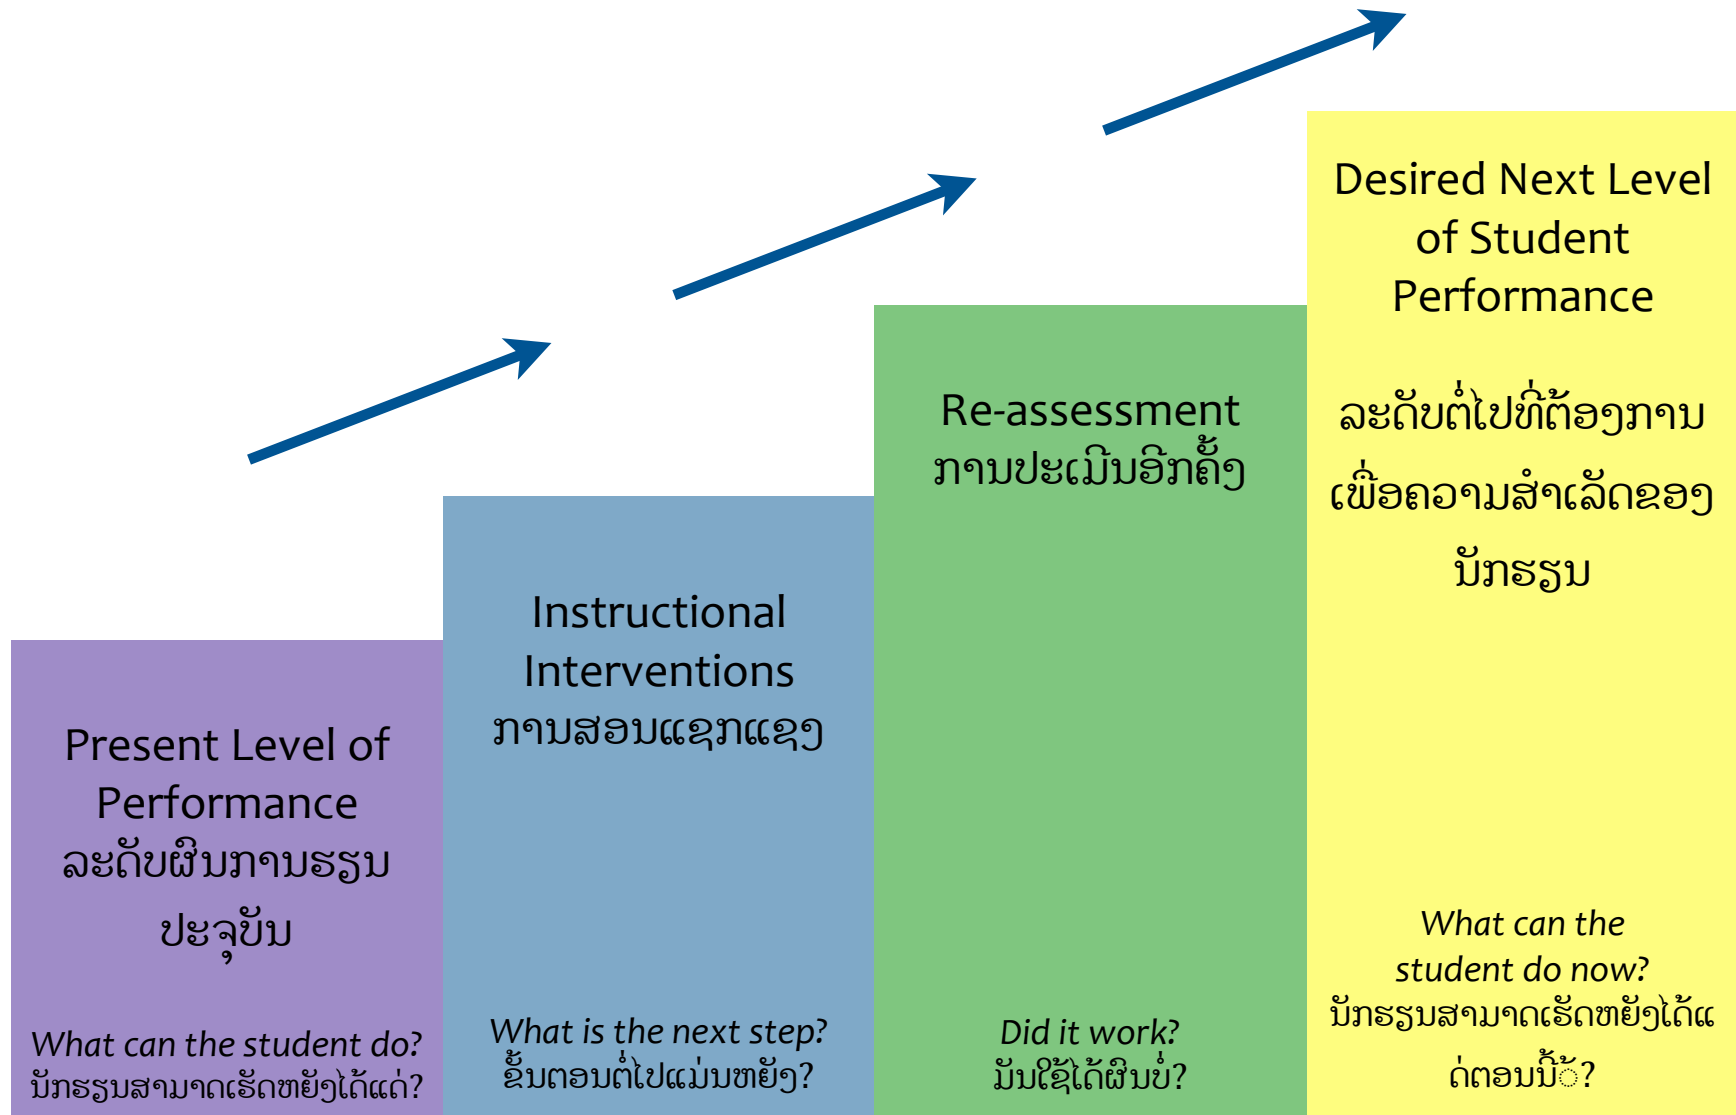 Present Level of
Performance
ລະດັບຜົນການຮຽນ
ປະຈຸບັນ
What can the student do?
ນັກຮຽນສາມາດເຮັດຫຍັງໄດ້ແດ່?
Instructional
Interventions
ການສອນແຊກແຊງ
What is the next step?
ຂັ້ນຕອນຕໍ່ໄປແມ່ນຫຍັງ?
Re-assessment
ການປະເມີນອີກຄັ້ງ
Did it work?
ມັນໃຊ້ໄດ້ຜົນບໍ່?
Desired Next Level
of Student
Performance
ລະດັບຕໍ່ໄປທີ່ຕ້ອງການ
ເພື່ອຄວາມສຳເລັດຂອງ
ນັກຮຽນ
What can the
student do now?
ນັກຮຽນສາມາດເຮັດຫຍັງໄດ້ແ
ດ່ຕອນນີ້້?